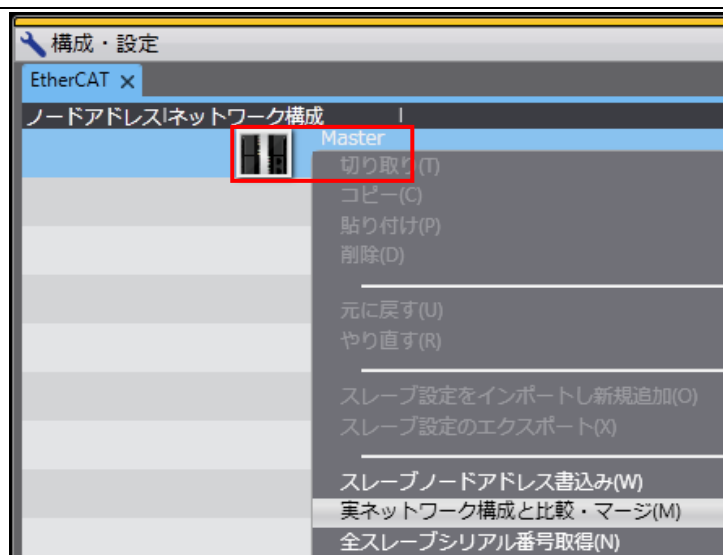 構成・設定
EtherCAT ×
ノードアドレス|ネットワーク構成 |
Master
切り取り(T)
コピー(C)
貼り付け(P)
削除(D)
元に戻す(U)
やり直す(R)
スレーブ設定をインポートし新規追加(O)
スレーブ設定のエクスポート(X)
スレーブノードアドレス書込み(W)
実ネットワーク構成と比較・マージ(M)
全スレーブシリアル番号取得(N)